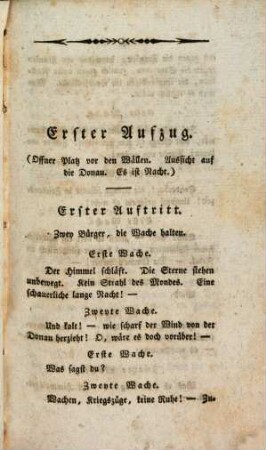 Erster Aufzug.
(Offner Platz vor den Wällen. Aussicht auf
die Donau. Es ist Nacht.)
Erster Auftritt.
Zwey Bürger, die Wache halten.
Erste Wache.
Der Himmel schläft. Die Sterne stehen
unbewegt. Kein Strahl des Mondes. Eine
schauerliche lange Nacht! —
Zweyte Wache.
Und kalt! — wie scharf der Wind von der
Donau herzieht! O, wäre es doch vorüber! —
Erste Wache.
Was sagst du?
Zweyte Wache.
Wachen, Kriegszüge, keine Ruhe! — Zu-